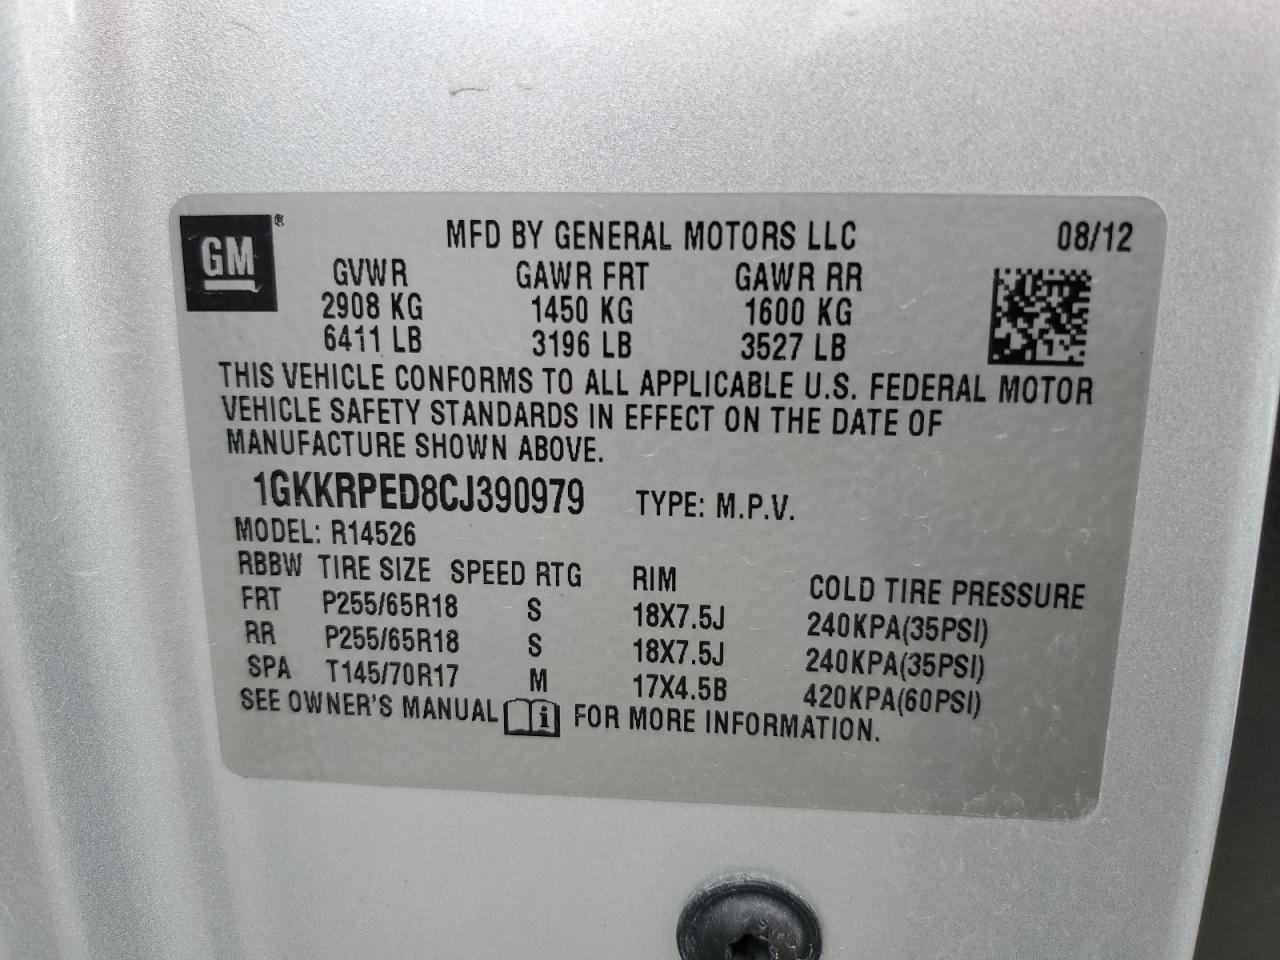 GM ®
MFD BY GENERAL MOTORS LLC 08/12
GVWR GAWR FRT GAWR RR
2908 KG 1450 KG 1600 KG
6411 LB 3196 LB 3527 LB
THIS VEHICLE CONFORMS TO ALL APPLICABLE U.S. FEDERAL MOTOR
VEHICLE SAFETY STANDARDS IN EFFECT ON THE DATE OF
MANUFACTURE SHOWN ABOVE.
1GKKRPED8CJ390979 TYPE: M.P.V.
MODEL: R14526
RBBW TIRE SIZE SPEED RTG RIM COLD TIRE PRESSURE
FRT P255/65R18 S 18X7.5J 240KPA(35PSI)
RR P255/65R18 S 18X7.5J 240KPA(35PSI)
SPA T145/70R17 M 17X4.5B 420KPA(60PSI)
SEE OWNER'S MANUAL FOR MORE INFORMATION.